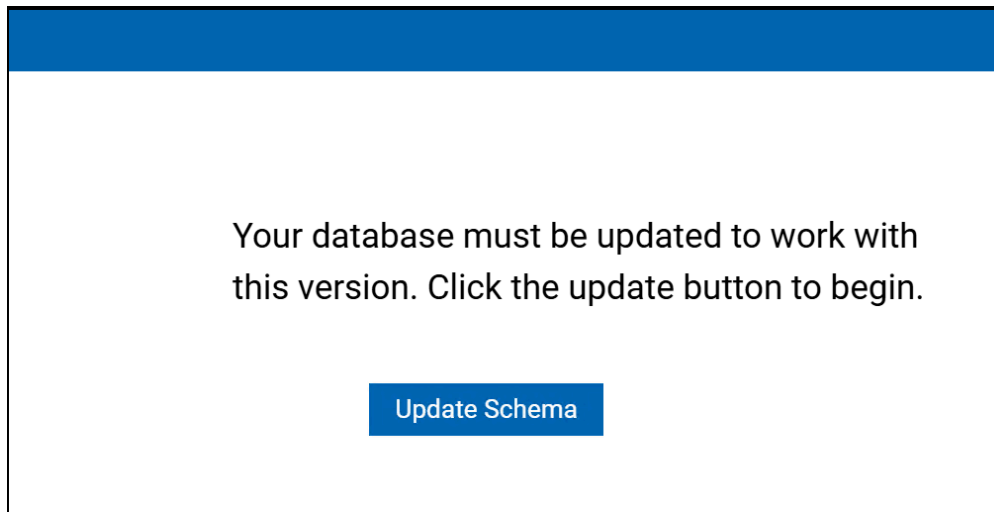 Your database must be updated to work with
this version. Click the update button to begin.
Update Schema